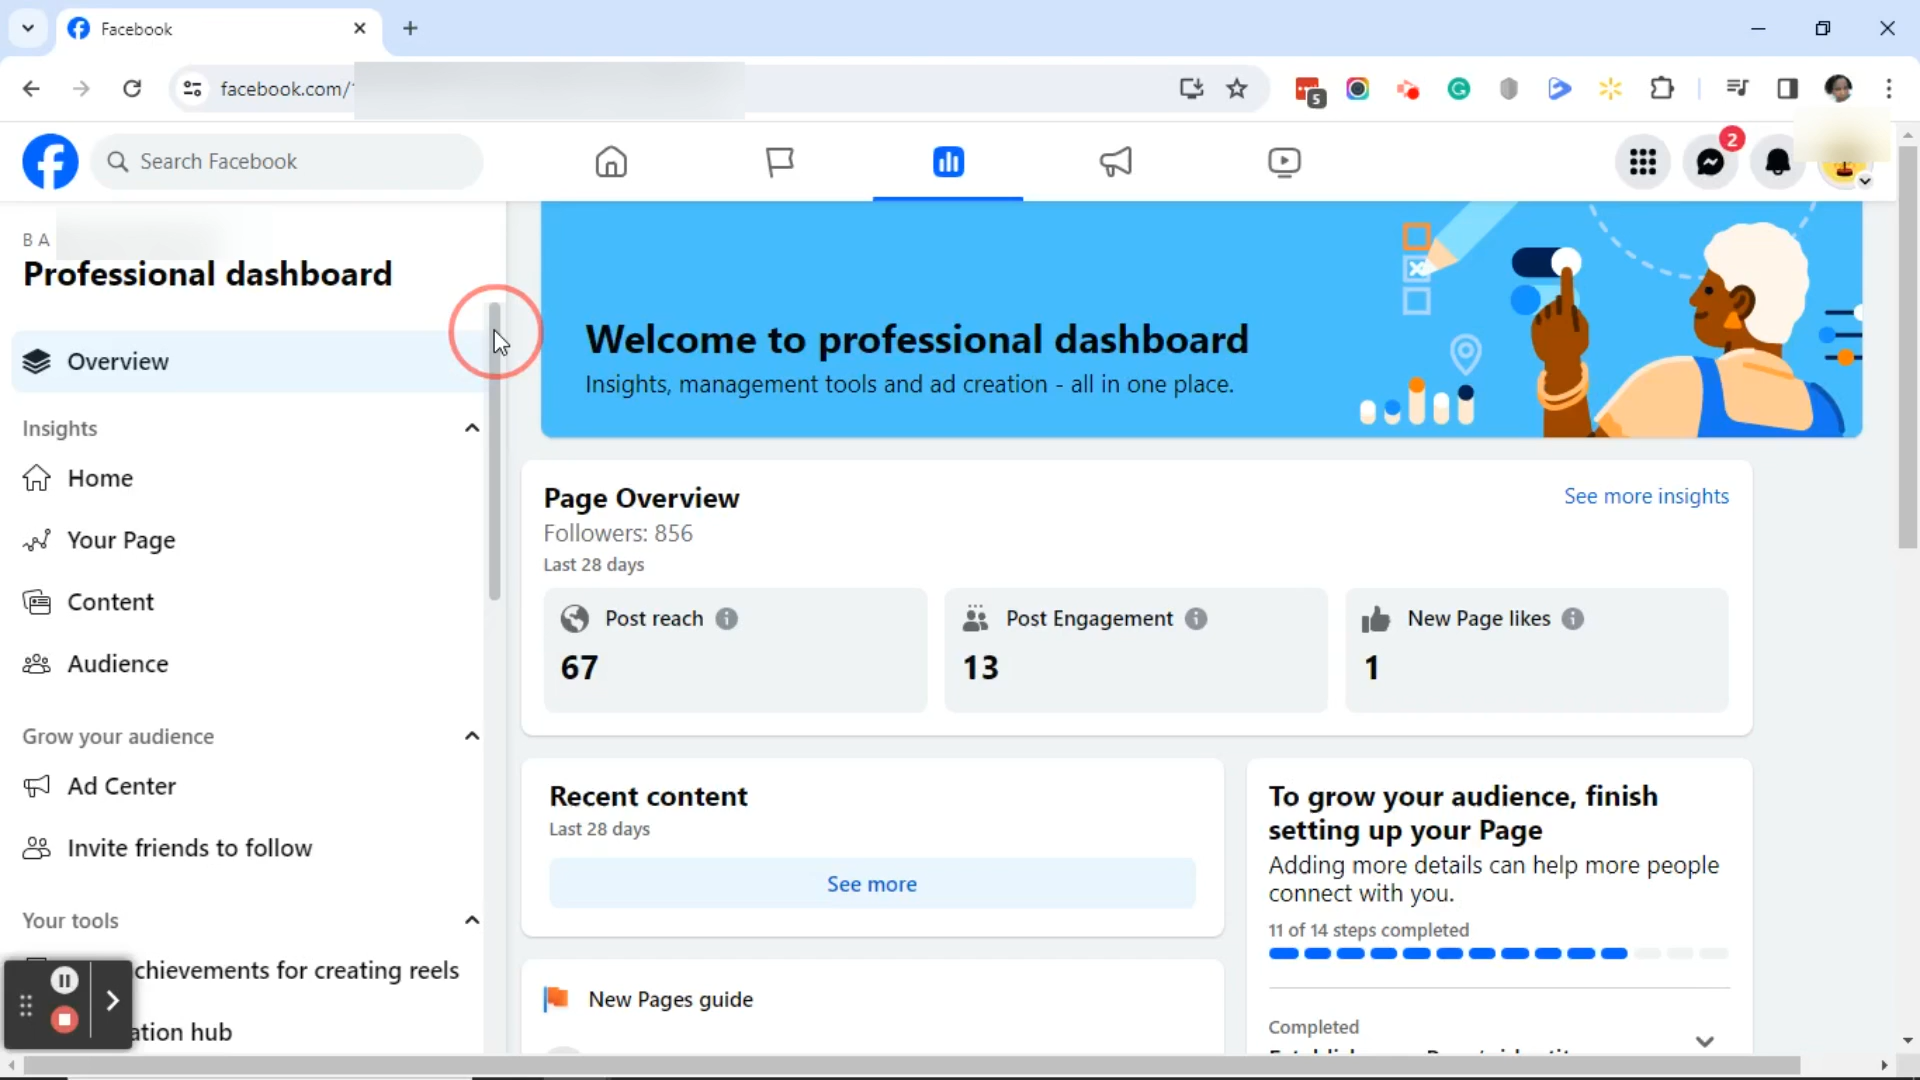 Facebook
facebook.com/
5
Search Facebook
2
B A
Professional dashboard
Overview
Insights
Home
Your Page
Content
Audience
Grow your audience
Ad Center
Invite friends to follow
Your tools
chievements for creating reels
ation hub
Welcome to professional dashboard
Insights, management tools and ad creation - all in one place.
Page Overview
See more insights
Followers: 856
Last 28 days
Post reach
67
Post Engagement
13
New Page likes
1
Recent content
Last 28 days
See more
New Pages guide
To grow your audience, finish
setting up your Page
Adding more details can help more people
connect with you.
11 of 14 steps completed
Completed